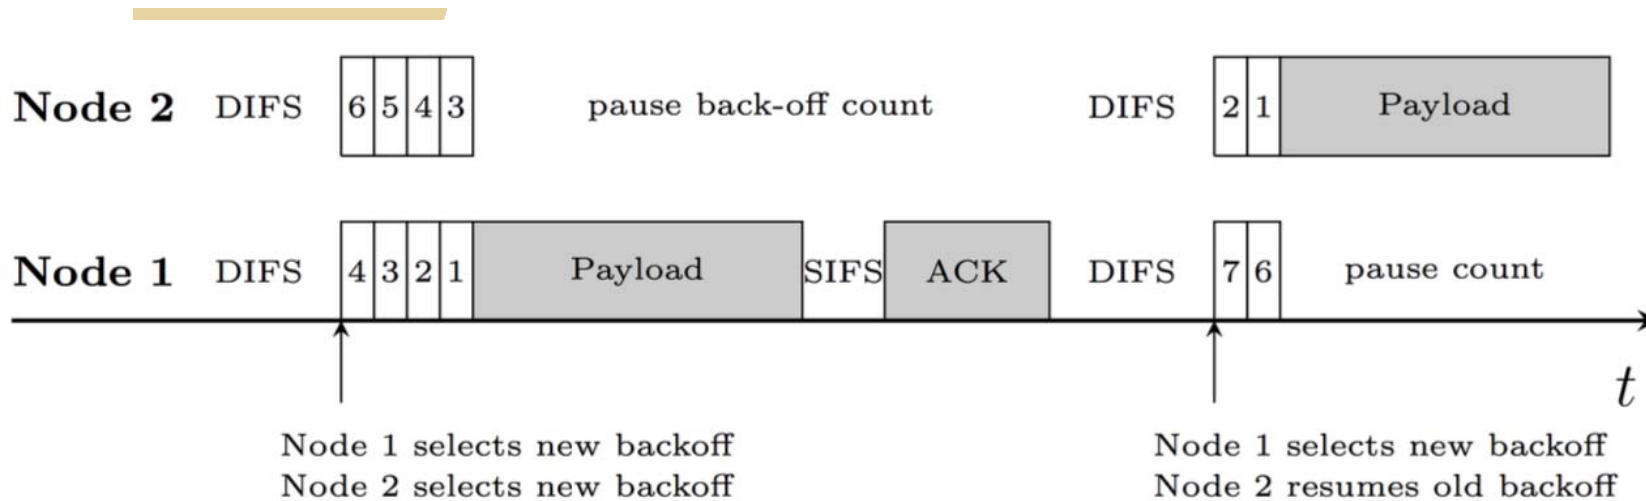 Node 2 DIFS 6 5 4 3 pause back-off count DIFS 2 1 Payload
Node 1 DIFS 4 3 2 1 Payload SIFS ACK DIFS 7 6 pause count
t
Node 1 selects new backoff Node 1 selects new backoff
Node 2 selects new backoff Node 2 resumes old backoff